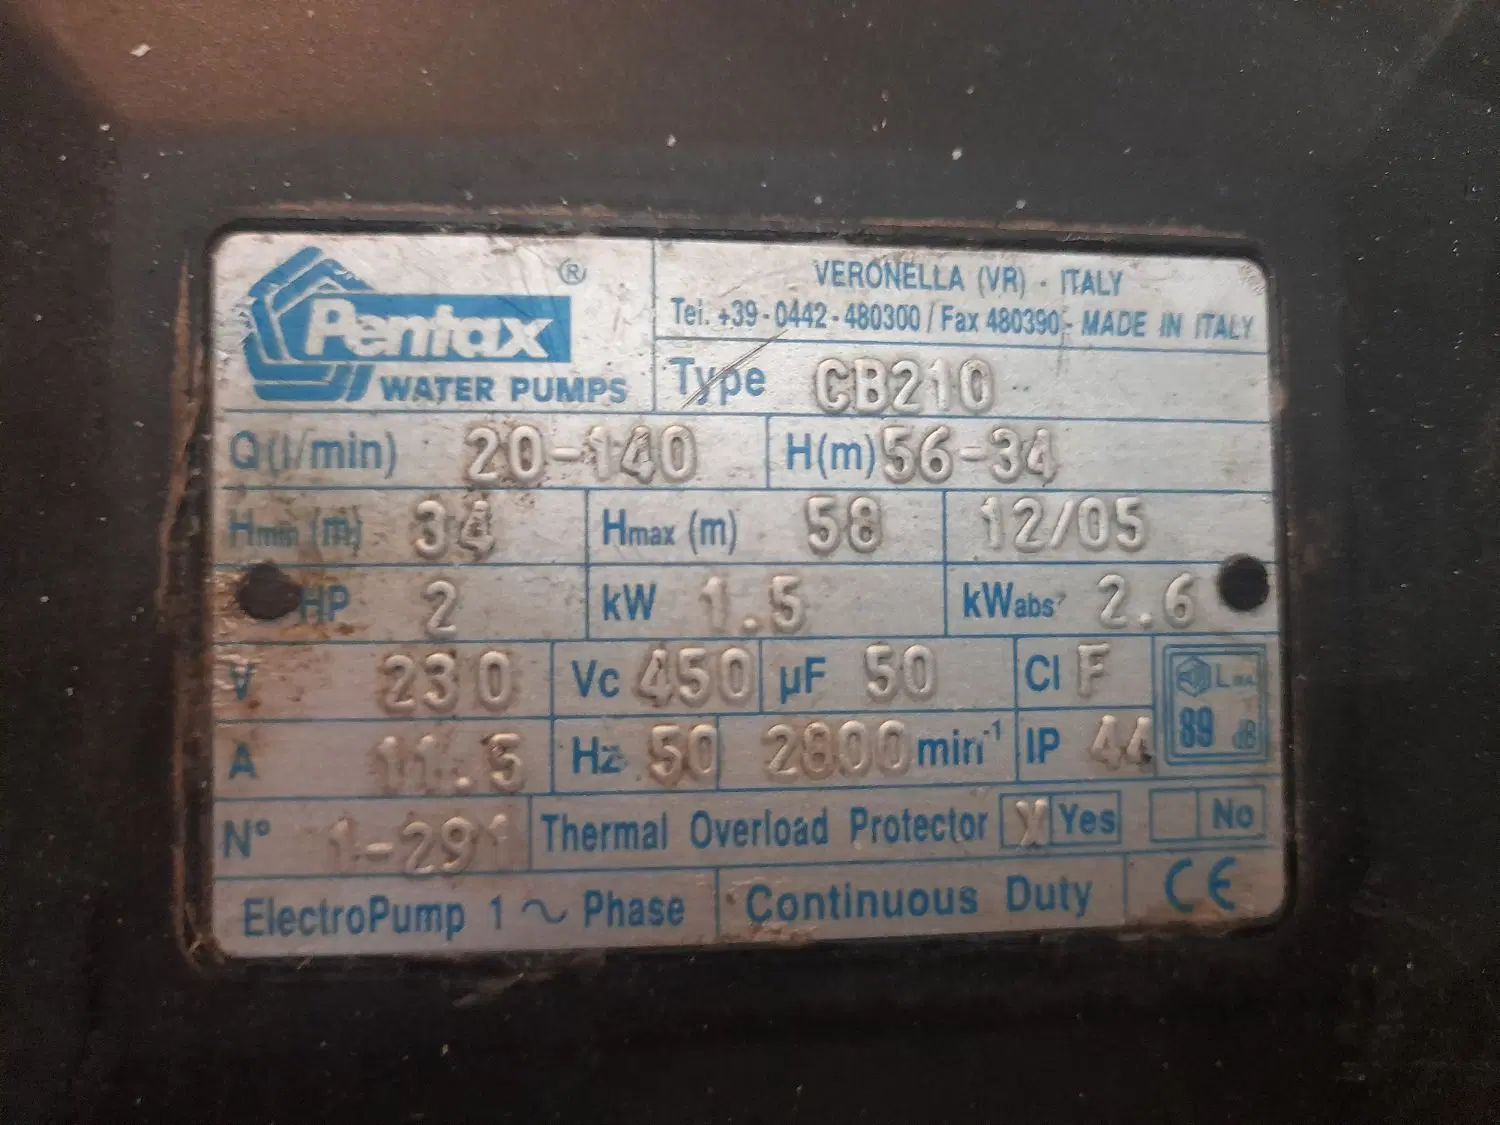 Pentax ®
WATER PUMPS
VERONELLA (VR) - ITALY
Tel. +39-0442-480300 / Fax 480390 - MADE IN ITALY
Type CB210
Q(l/min) 20-140 H(m) 56-34
Hmin (m) 34 Hmax (m) 58 12/05
HP 2 kW 1.5 kWabs 2.6
V 230 Vc 450 µF 50 Cl F
A 11.5 Hz 50 2800 min-1 IP 44
89 dB
N° 1-291 Thermal Overload Protector X Yes No
ElectroPump 1 ~ Phase Continuous Duty CE